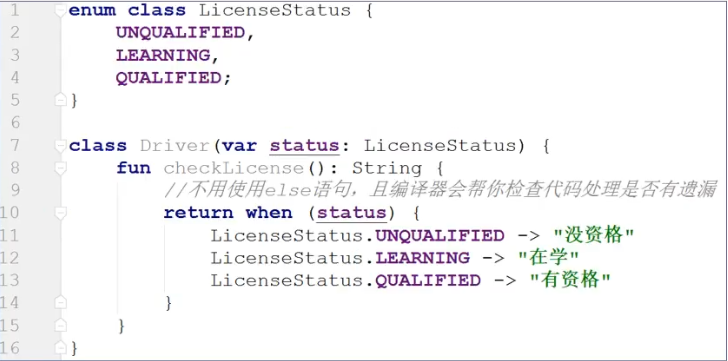 1 enum class LicenseStatus {
2     UNQUALIFIED,
3     LEARNING,
4     QUALIFIED;
5 }
6
7 class Driver(var status: LicenseStatus) {
8     fun checkLicense(): String {
9         //不用使用else语句，且编译器会帮你检查代码处理是否有遗漏
10         return when (status) {
11             LicenseStatus.UNQUALIFIED -> "没资格"
12             LicenseStatus.LEARNING -> "在学"
13             LicenseStatus.QUALIFIED -> "有资格"
14         }
15     }
16 }